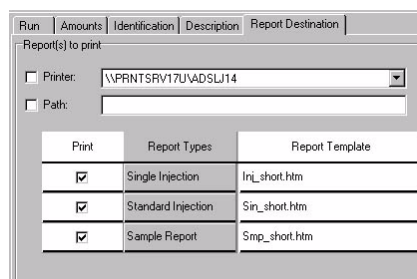 Run Amounts Identification Description Report Destination
Report(s) to print
Printer: \\PRNTSRV17U\ADSLJ14
Path:
Print Report Types Report Template
Single Injection Inj_short.htm
Standard Injection Sin_short.htm
Sample Report Smp_short.htm